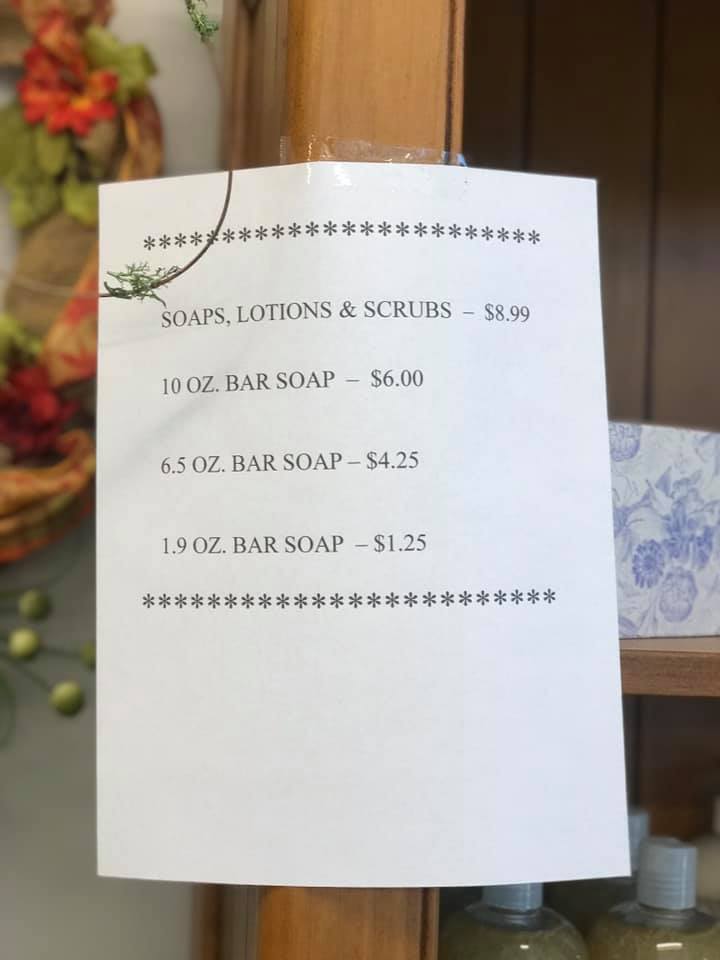 *************************
SOAPS, LOTIONS & SCRUBS – $8.99
10 OZ. BAR SOAP – $6.00
6.5 OZ. BAR SOAP – $4.25
1.9 OZ. BAR SOAP – $1.25
**************************